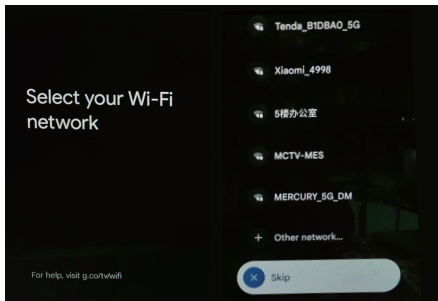 Select your Wi-Fi
network
For help, visit g.co/tv/wifi
Tenda_B1DBA0_5G
Xiaomi_4998
5楼办公室
MCTV-MES
MERCURY_5G_DM
Other network...
Skip